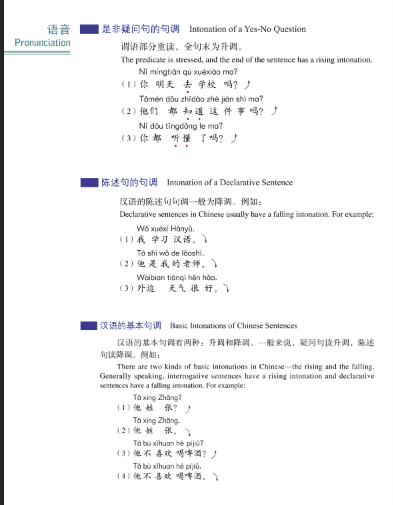 语音
Pronunciation
是非疑问句的句调 Intonation of a Yes-No Question
谓语部分重读，全句末为升调。
The predicate is stressed, and the end of the sentence has a rising intonation.
Nǐ míngtiān qù xuéxiào ma?
（1）你 明天 去 学校 吗？
Tāmen dōu zhīdào zhè jiàn shì ma?
（2）他们 都 知道 这 件 事 吗？
Nǐ dōu tīngdǒng le ma?
（3）你 都 听懂 了吗？
陈述句的句调 Intonation of a Declarative Sentence
汉语的陈述句句调一般为降调。例如：
Declarative sentences in Chinese usually have a falling intonation. For example:
Wǒ xuéxí Hànyǔ.
（1）我 学习 汉语。
Tā shì wǒ de lǎoshī.
（2）他 是 我 的 老师。
Wàibian tiānqì hěn hǎo.
（3）外边 天气 很 好。
汉语的基本句调 Basic Intonations of Chinese Sentences
汉语的基本句调有两种：升调和降调。一般来说，疑问句读升调，陈述
句读降调。例如：
There are two kinds of basic intonations in Chinese—the rising and the falling.
Generally speaking, interrogative sentences have a rising intonation and declarative
sentences have a falling intonation. For example:
Tā xìng Zhāng?
（1）他 姓 张？
Tā xìng Zhāng.
（2）他 姓 张。
Tā bù xǐhuan hē píjiǔ?
（3）他 不 喜欢 喝啤酒？
Tā bù xǐhuan hē píjiǔ.
（4）他 不 喜欢 喝啤酒。